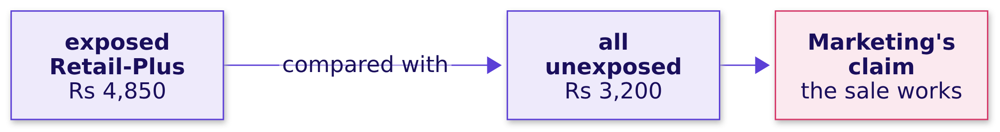 exposed
Retail-Plus
Rs 4,850
compared with
all
unexposed
Rs 3,200
Marketing's
claim
the sale works